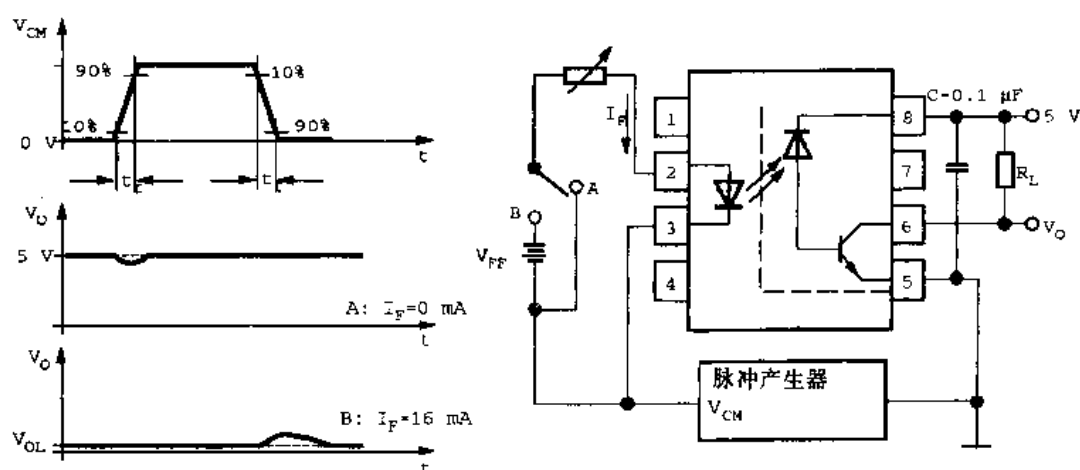 V_CM
90%
10%
10%
90%
0 V
t
t
t
V_O
5 V
A: I_F=0 mA
t
V_O
B: I_F=16 mA
V_OL
t
I_F
A
B
V_FF
1
2
3
4
8
7
6
5
C-0.1 μF
5 V
R_L
V_O
脉冲产生器
V_CM